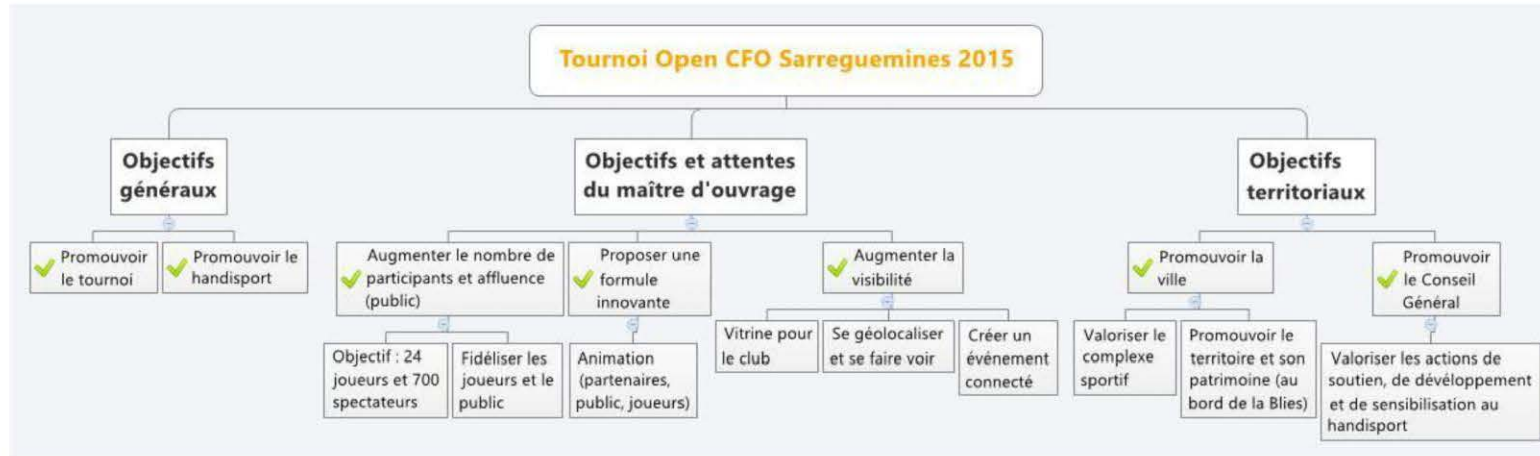 Tournoi Open CFO Sarreguemines 2015
Objectifs
généraux
Objectifs et attentes
du maître d'ouvrage
Objectifs
territoriaux
Promouvoir
le tournoi
Promouvoir le
handisport
Augmenter le nombre de
participants et affluence
(public)
Proposer une
formule
innovante
Augmenter la
visibilité
Promouvoir la
ville
Promouvoir
le Conseil
Général
Objectif : 24
joueurs et 700
spectateurs
Fidéliser les
joueurs et le
public
Animation
(partenaires,
public, joueurs)
Vitrine pour
le club
Se géolocaliser
et se faire voir
Créer un
événement
connecté
Valoriser le
complexe
sportif
Promouvoir le
territoire et son
patrimoine (au
bord de la Blies)
Valoriser les actions de
soutien, de dévéloppement
et de sensibilisation au
handisport